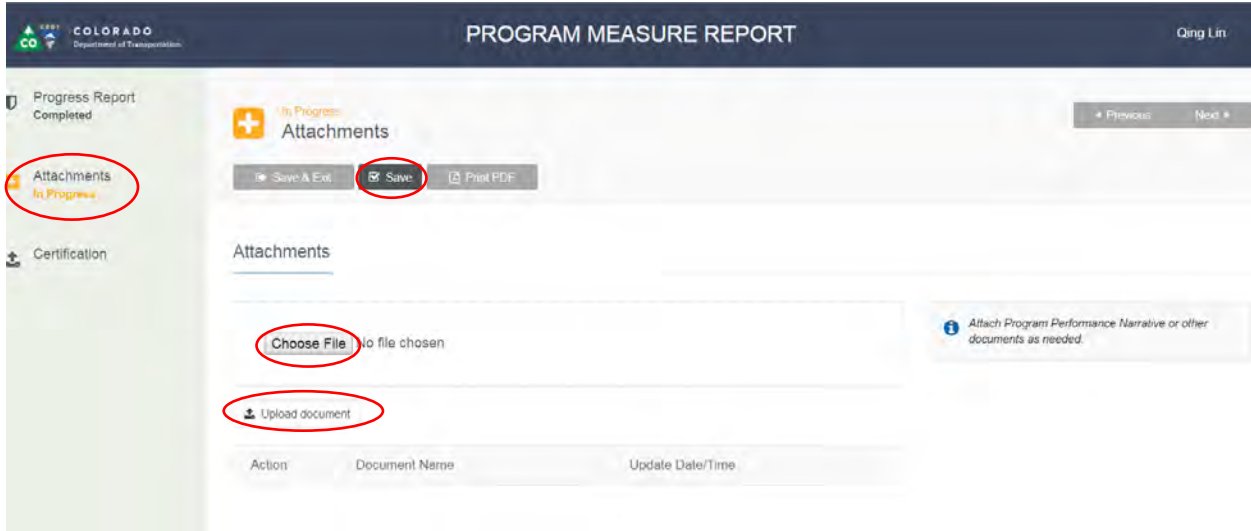 CO
COLORADO
Department of Transportation
PROGRAM MEASURE REPORT
Qing Lin
Progress Report
Completed
Attachments
In Progress
Certification
In Progress
Attachments
Previous
Next
Save & Exit
Save
Print PDF
Attachments
Choose File No file chosen
Attach Program Performance Narrative or other
documents as needed.
Upload document
Action Document Name Update Date/Time